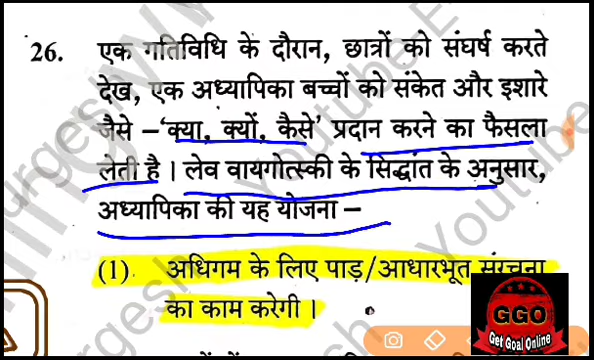 26. एक गतिविधि के दौरान, छात्रों को संघर्ष करते
देख, एक अध्यापिका बच्चों को संकेत और इशारे
जैसे –'क्या, क्यों, कैसे' प्रदान करने का फैसला
लेती है । लेव वायगोत्स्की के सिद्धांत के अनुसार,
अध्यापिका की यह योजना –
(1). अधिगम के लिए पाड़/आधारभूत संरचना
का काम करेगी ।
GGO
Get Goal Online